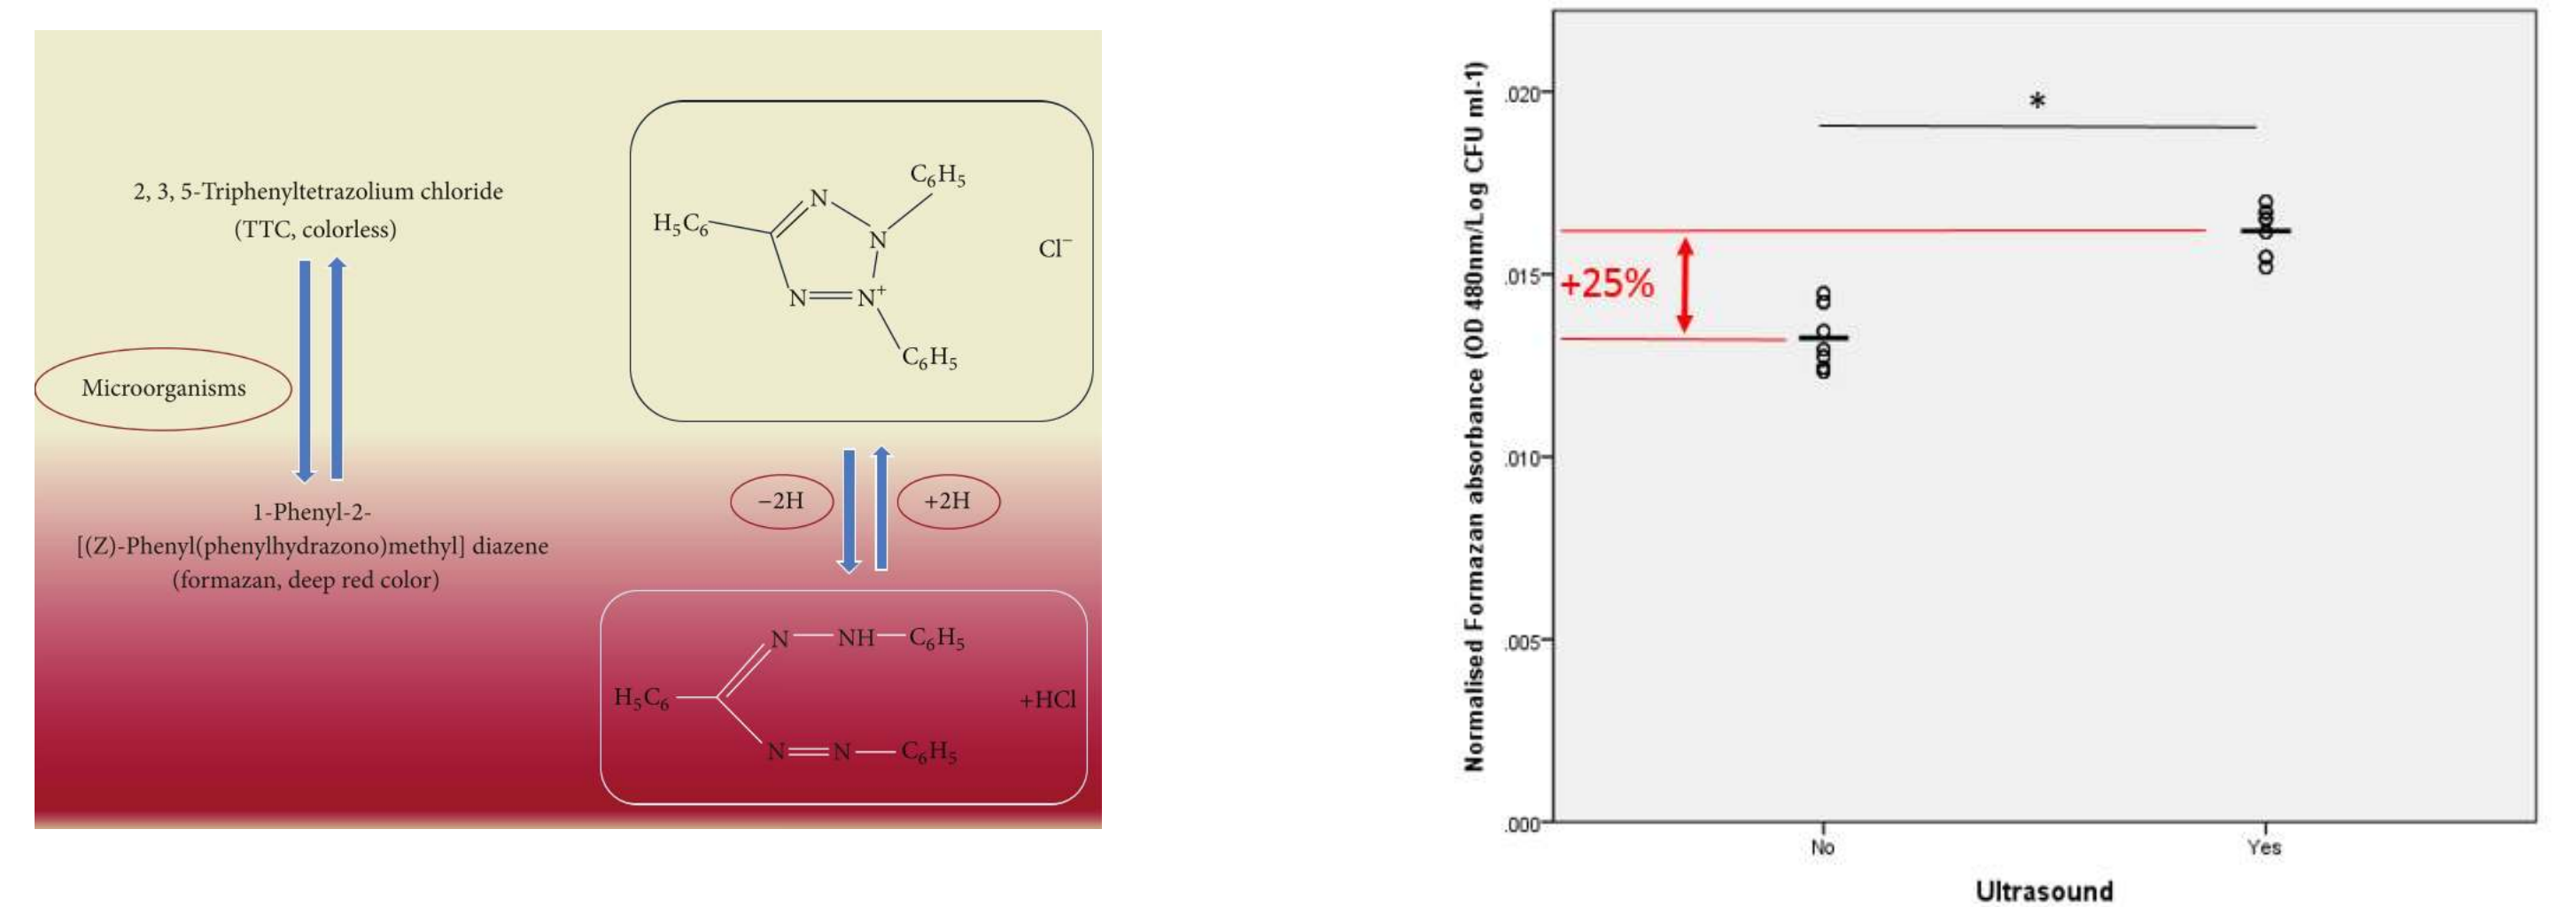 2, 3, 5-Triphenyltetrazolium chloride
(TTC, colorless)
Microorganisms
1-Phenyl-2-
[(Z)-Phenyl(phenylhydrazono)methyl] diazene
(formazan, deep red color)
C₆H₅
N
H₅C₆
N
Cl⁻
N
N⁺
C₆H₅
−2H
+2H
N
NH
C₆H₅
H₅C₆
+HCl
N
N
C₆H₅
Normalised Formazan absorbance (OD 480nm/Log CFU ml-1)
.020
*
.015
+25%
.010
.005
.000
No
Yes
Ultrasound